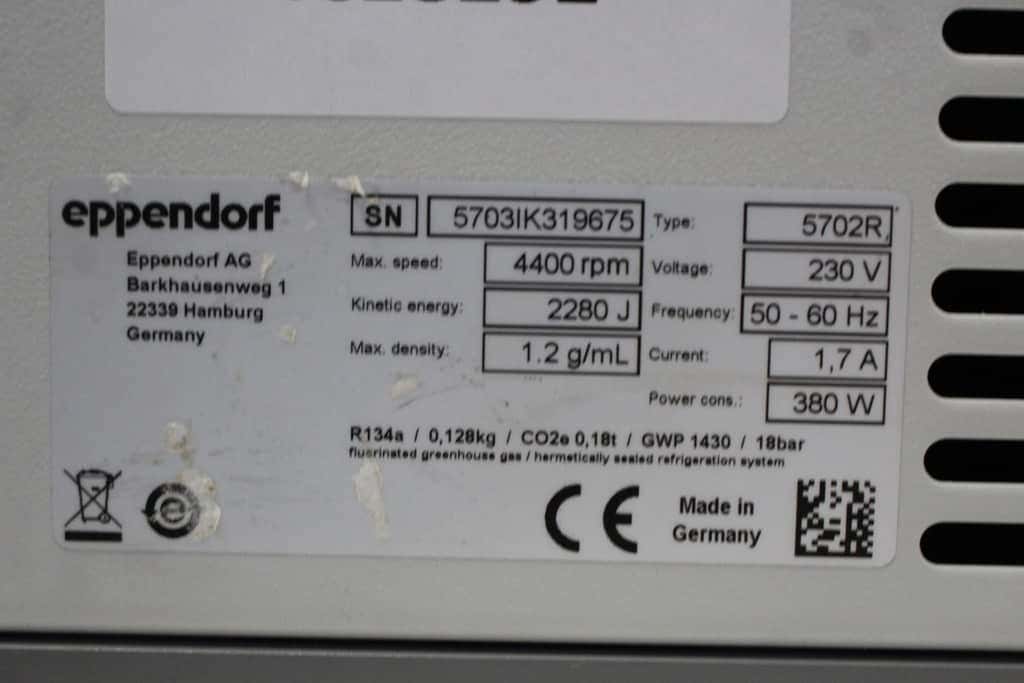 eppendorf
Eppendorf AG
Barkhausenweg 1
22339 Hamburg
Germany
SN 5703IK319675 Type: 5702R
Max. speed: 4400 rpm Voltage: 230 V
Kinetic energy: 2280 J Frequency: 50 - 60 Hz
Max. density: 1.2 g/mL Current: 1,7 A
Power cons.: 380 W
R134a / 0,128kg / CO2e 0,18t / GWP 1430 / 18bar
fluorinated greenhouse gas / hermetically sealed refrigeration system
CE
Made in
Germany